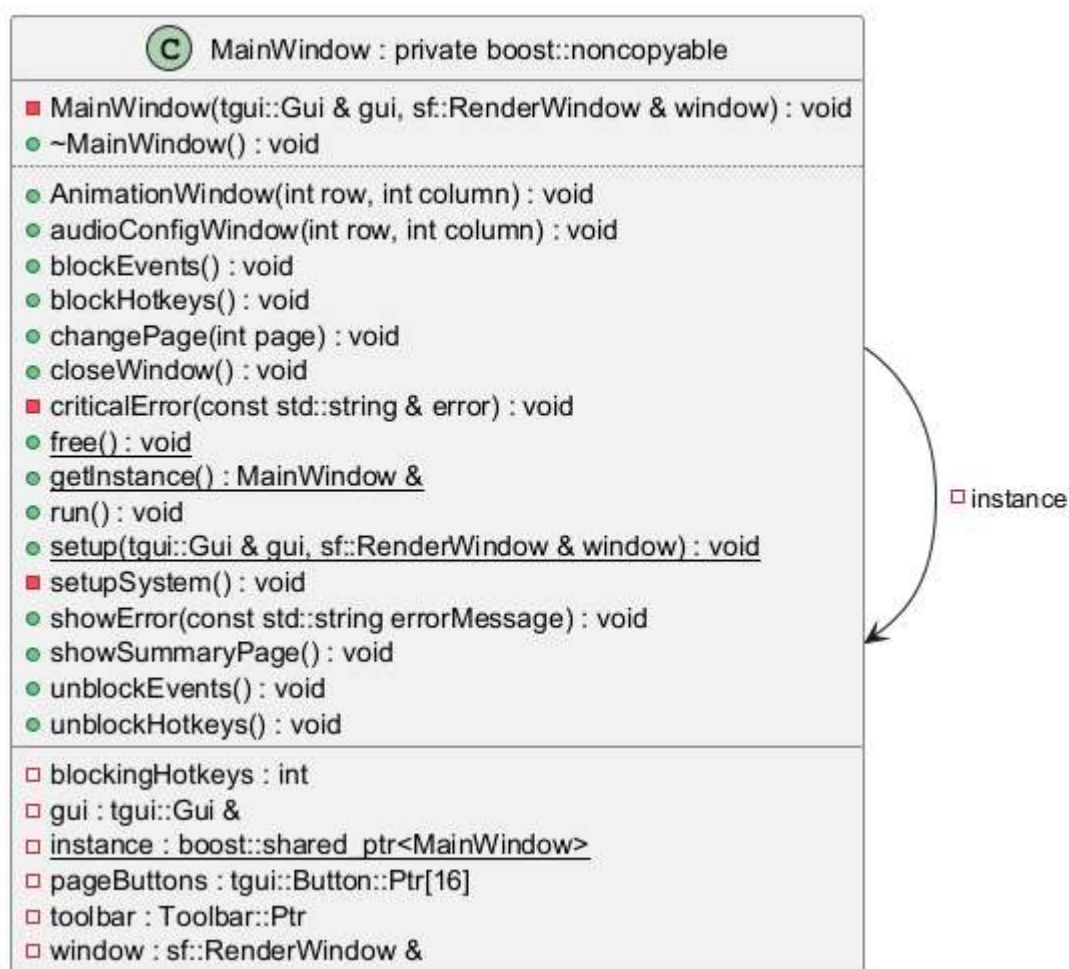 C MainWindow : private boost::noncopyable
MainWindow(tgui::Gui & gui, sf::RenderWindow & window) : void
~MainWindow() : void
AnimationWindow(int row, int column) : void
audioConfigWindow(int row, int column) : void
blockEvents() : void
blockHotkeys() : void
changePage(int page) : void
closeWindow() : void
criticalError(const std::string & error) : void
free() : void
getInstance() : MainWindow &
run() : void
setup(tgui::Gui & gui, sf::RenderWindow & window) : void
setupSystem() : void
showError(const std::string errorMessage) : void
showSummaryPage() : void
unblockEvents() : void
unblockHotkeys() : void
instance
blockingHotkeys : int
gui : tgui::Gui &
instance : boost::shared_ptr<MainWindow>
pageButtons : tgui::Button::Ptr[16]
toolbar : Toolbar::Ptr
window : sf::RenderWindow &